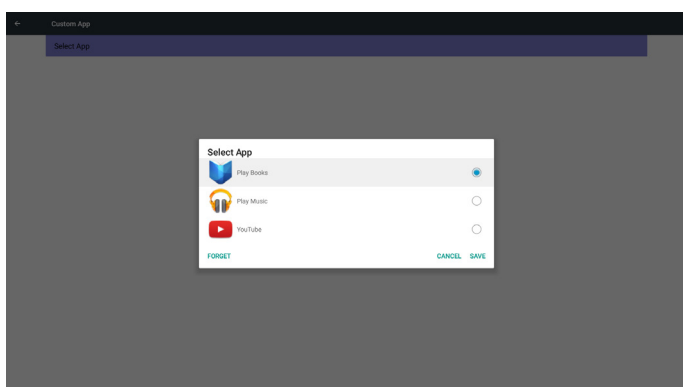 Custom App
Select App
Select App
Play Books
Play Music
YouTube
FORGET CANCEL SAVE